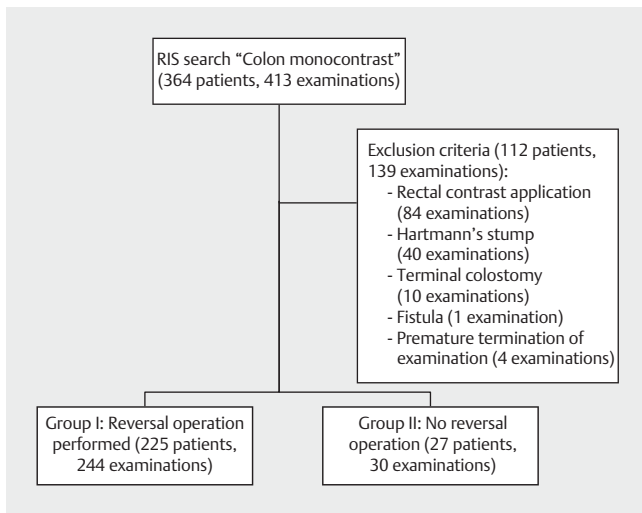 RIS search “Colon monocontrast”
(364 patients, 413 examinations)
Exclusion criteria (112 patients,
139 examinations):
- Rectal contrast application
(84 examinations)
- Hartmann’s stump
(40 examinations)
- Terminal colostomy
(10 examinations)
- Fistula (1 examination)
- Premature termination of
examination (4 examinations)
Group I: Reversal operation
performed (225 patients,
244 examinations)
Group II: No reversal
operation (27 patients,
30 examinations)